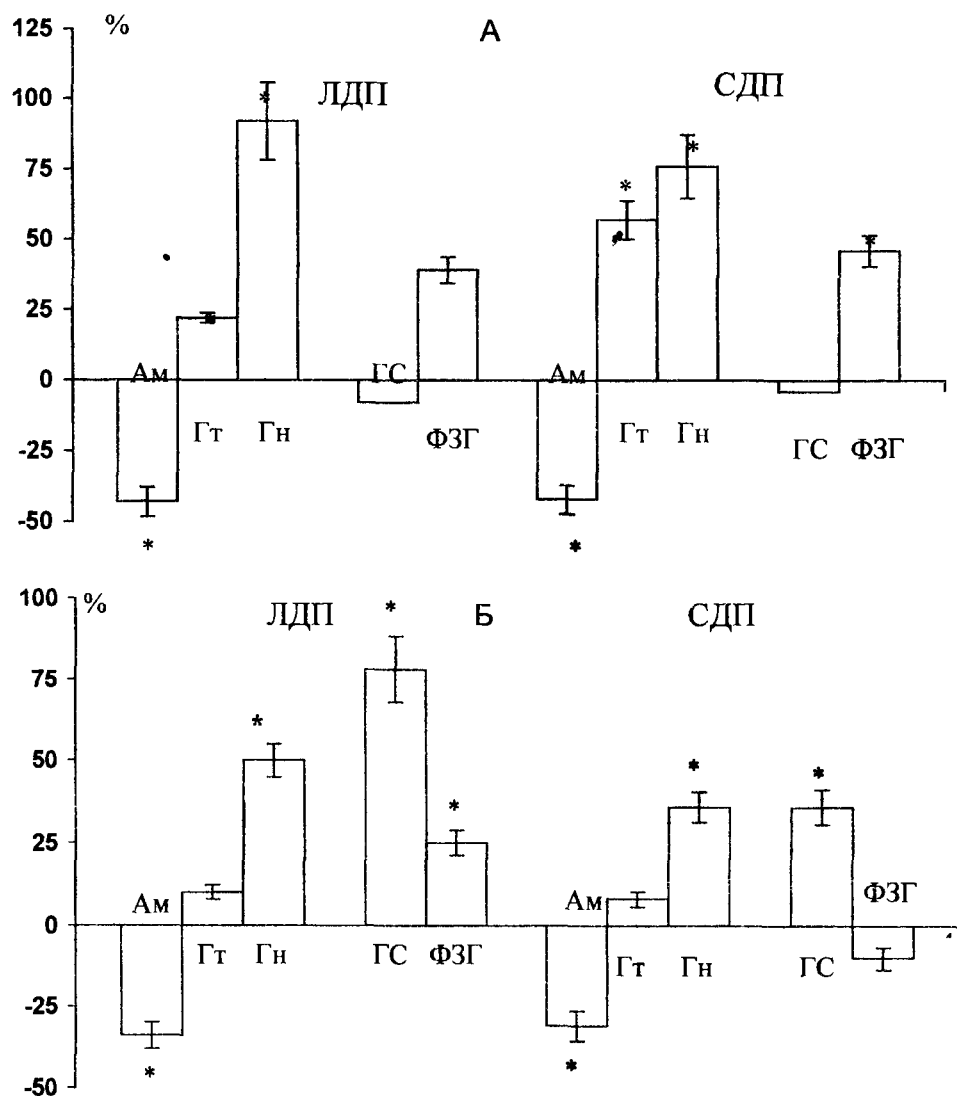 125 % А
100 ЛДП СДП
* *
75 *
50 *
25
0 Ам ГС Ам
Гт Гн ФЗГ Гт Гн ГС ФЗГ
-25
-50
* *
100 % ЛДП * Б СДП
75
50 * * *
25 *
Ам Ам ФЗГ
0
Гт Гн ГС ФЗГ Гт Гн ГС
-25
-50 * *